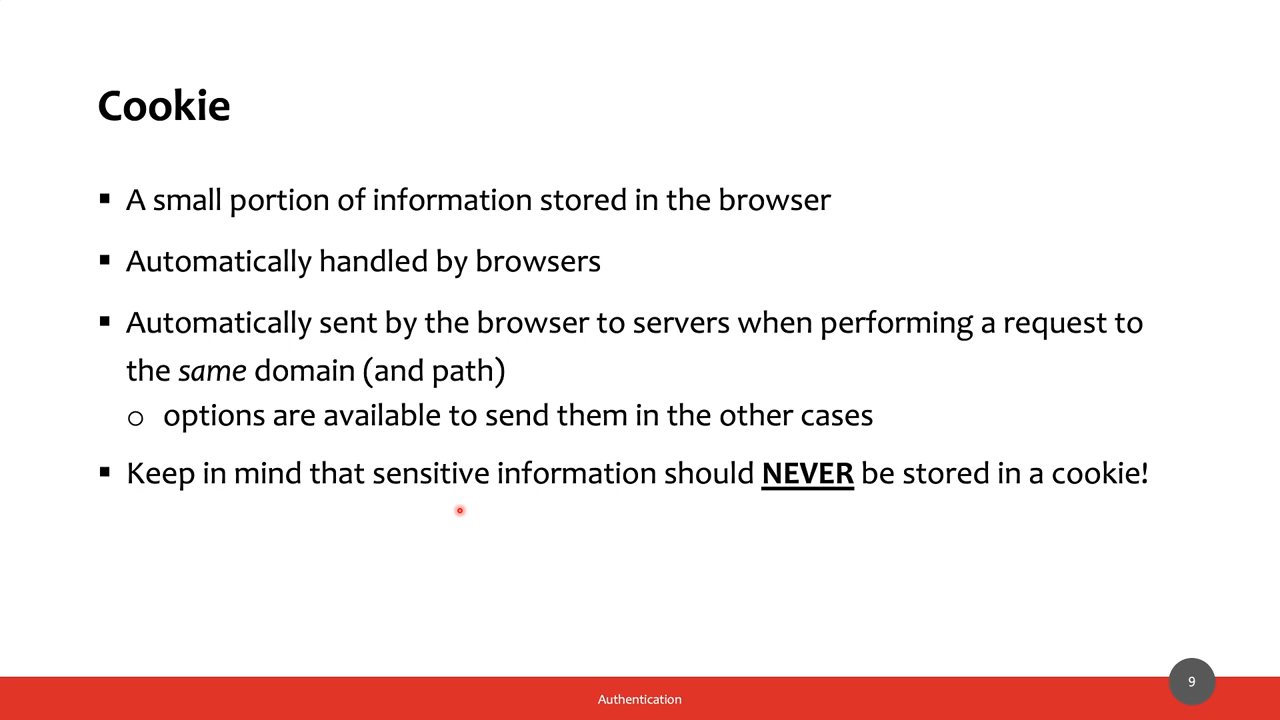 Cookie
▪ A small portion of information stored in the browser
▪ Automatically handled by browsers
▪ Automatically sent by the browser to servers when performing a request to
the same domain (and path)
o options are available to send them in the other cases
▪ Keep in mind that sensitive information should NEVER be stored in a cookie!
9
Authentication